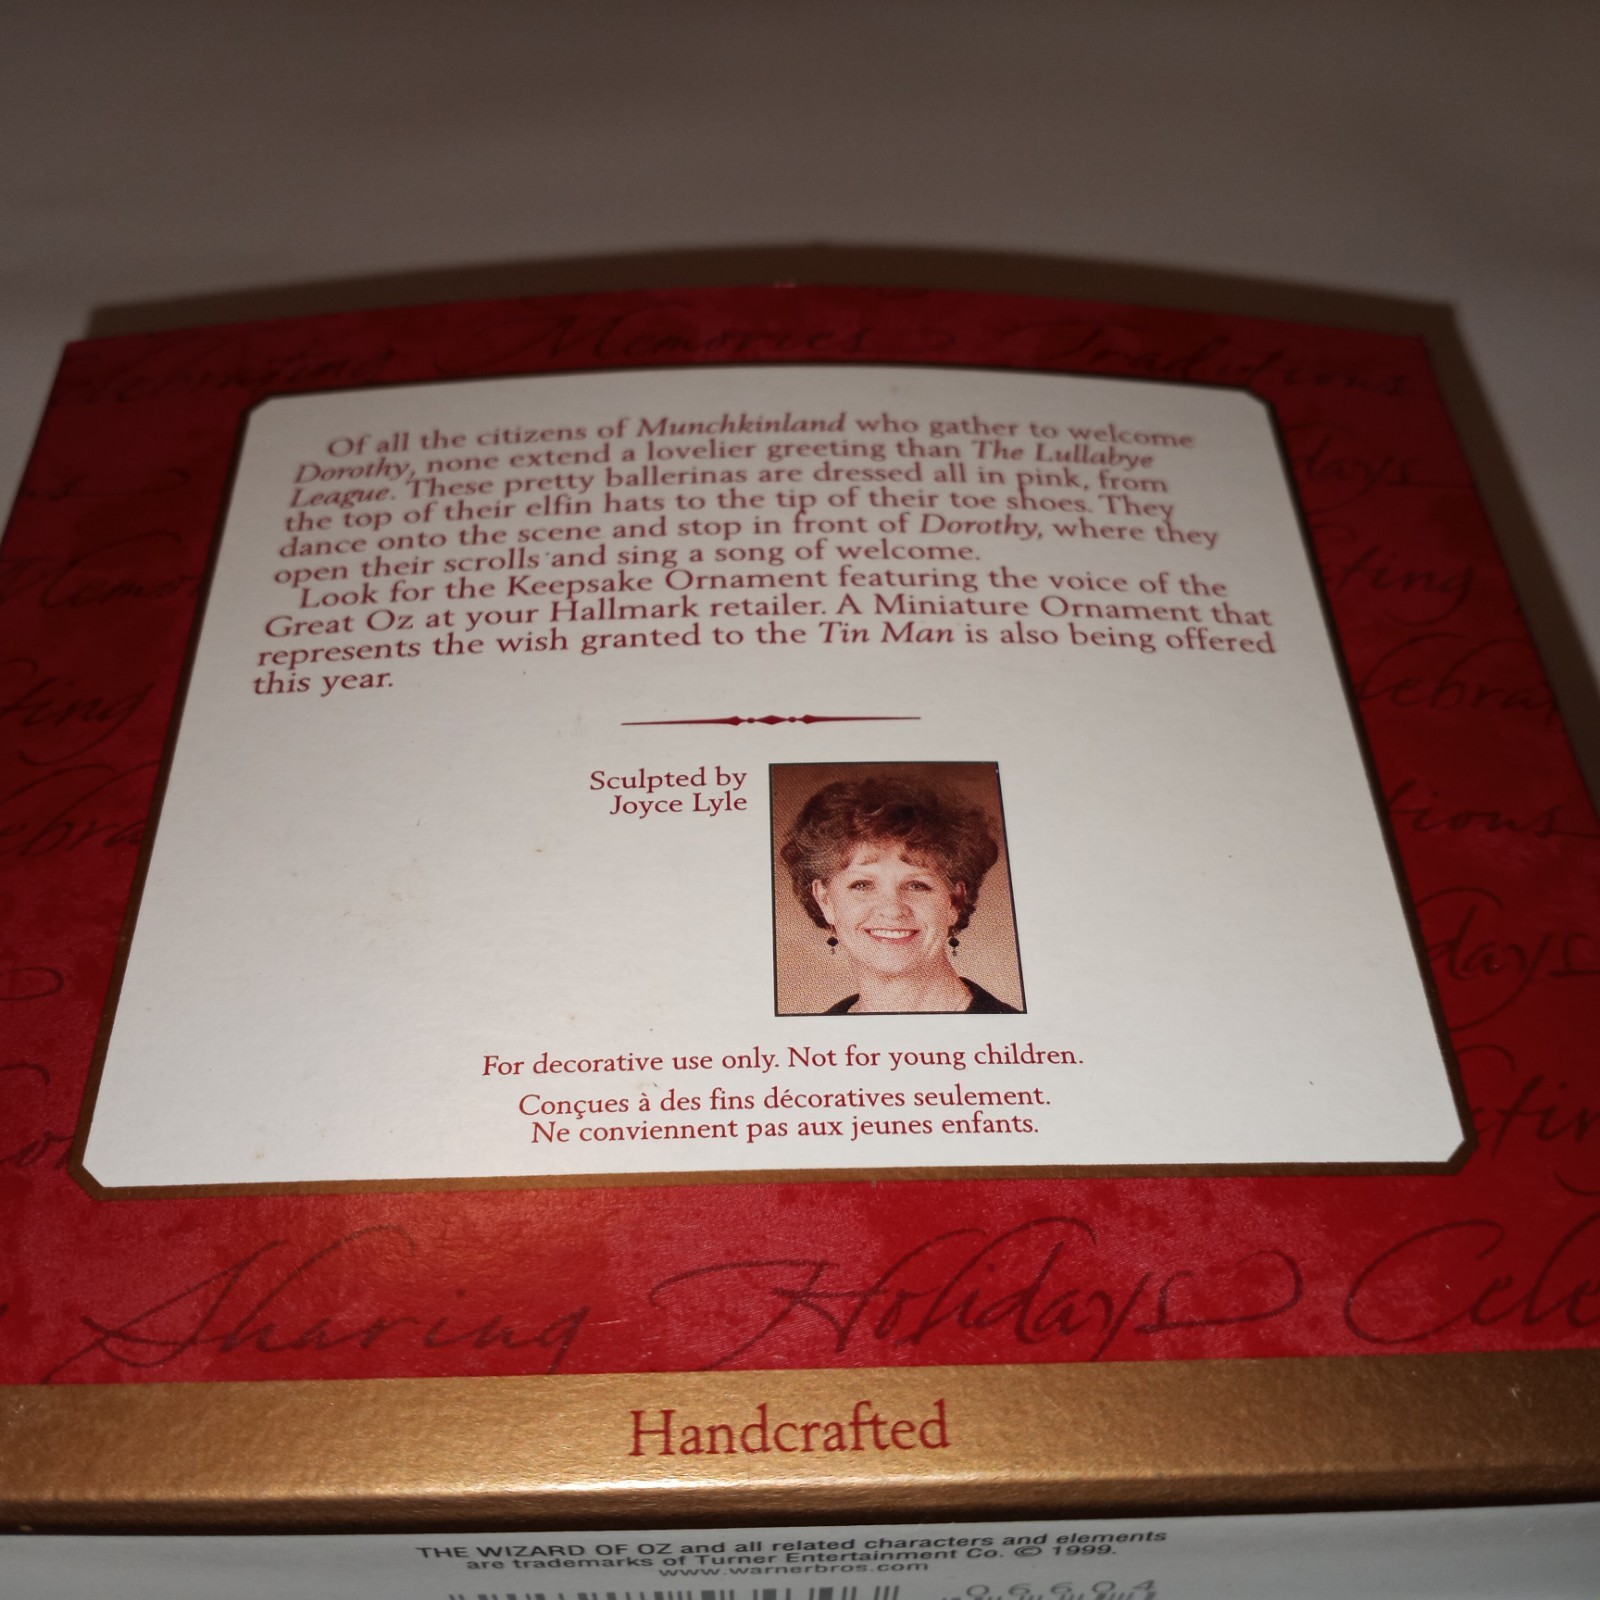 Cherishing Memories Traditions
Of all the citizens of Munchkinland who gather to welcome
Dorothy, none extend a lovelier greeting than The Lullabye
League. These pretty ballerinas are dressed all in pink, from
the top of their elfin hats to the tip of their toe shoes. They
dance onto the scene and stop in front of Dorothy, where they
open their scrolls and sing a song of welcome.
Look for the Keepsake Ornament featuring the voice of the
Great Oz at your Hallmark retailer. A Miniature Ornament that
represents the wish granted to the Tin Man is also being offered
this year.
Sculpted by
Joyce Lyle
For decorative use only. Not for young children.
Conçues à des fins décoratives seulement.
Ne conviennent pas aux jeunes enfants.
Sharing Holidays Cele
Handcrafted
THE WIZARD OF OZ and all related characters and elements
are trademarks of Turner Entertainment Co. © 1999.
www.warnerbros.com